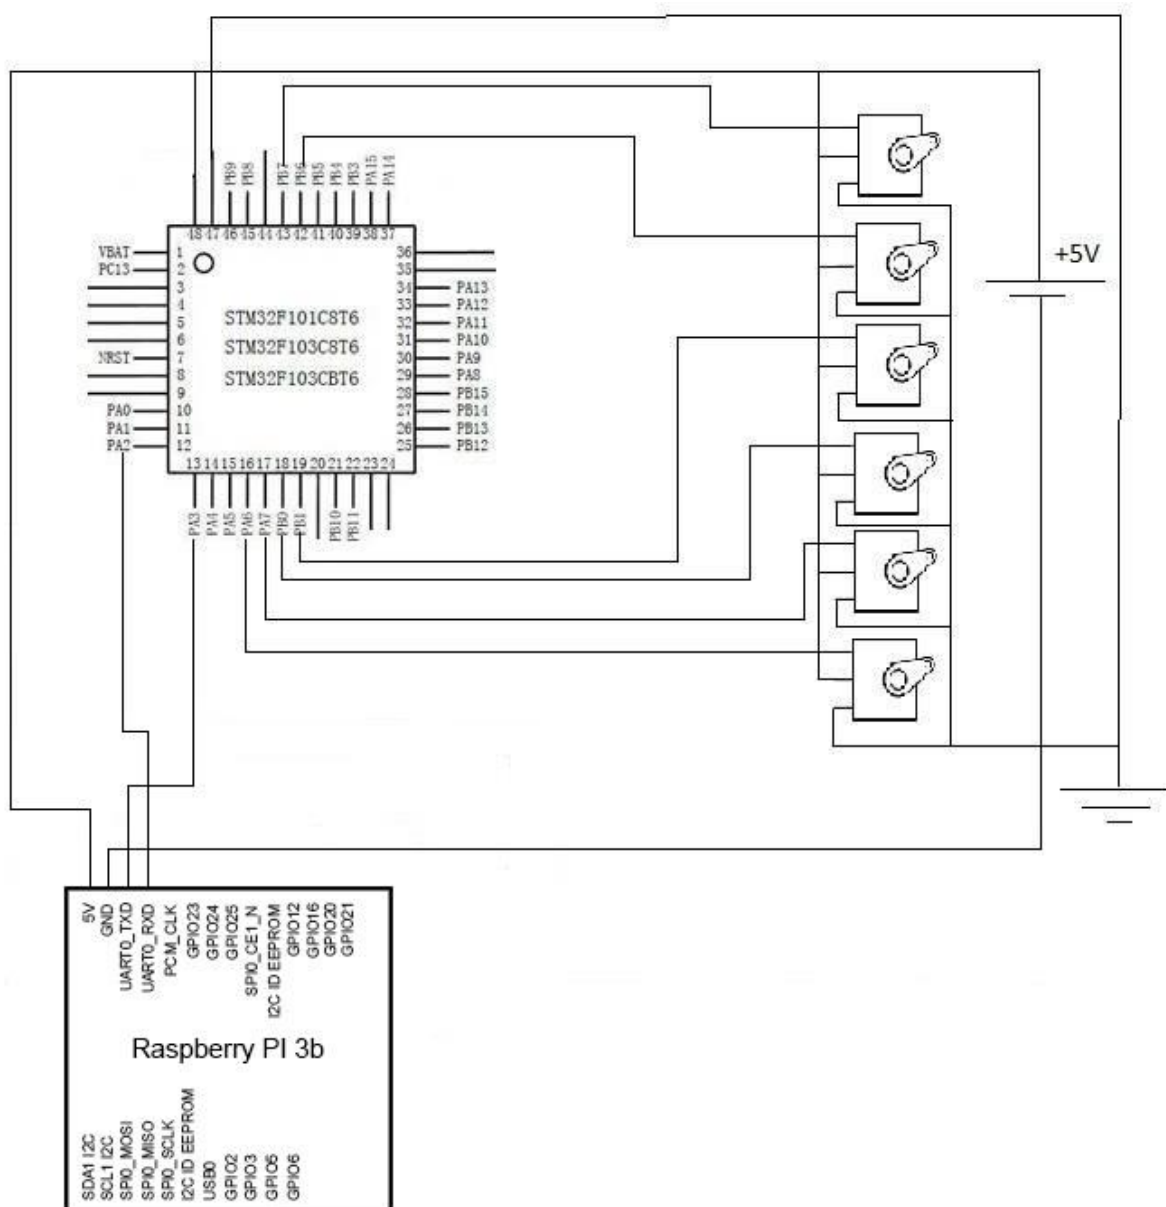 PB9
PB8
PB7
PB6
PB5
PB4
PB3
PA15
PA14
48 47 46 45 44 43 42 41 40 39 38 37
VBAT 1
PC13 2
3
4
5
6
NRST 7
8
9
PA0 10
PA1 11
PA2 12
36
35
34 PA13
33 PA12
32 PA11
31 PA10
30 PA9
29 PA8
28 PB15
27 PB14
26 PB13
25 PB12
STM32F101C8T6
STM32F103C8T6
STM32F103CBT6
13 14 15 16 17 18 19 20 21 22 23 24
PA3
PA4
PA5
PA6
PA7
PB0
PB1
PB10
PB11
+5V
5V
GND
UART0_TXD
UART0_RXD
PCM_CLK
GPIO23
GPIO24
GPIO25
SPI0_CE1_N
I2C ID EEPROM
GPIO12
GPIO16
GPIO20
GPIO21
Raspberry PI 3b
SDA1 I2C
SCL1 I2C
SPI0_MOSI
SPI0_MISO
SPI0_SCLK
I2C ID EEPROM
USB0
GPIO2
GPIO3
GPIO5
GPIO6